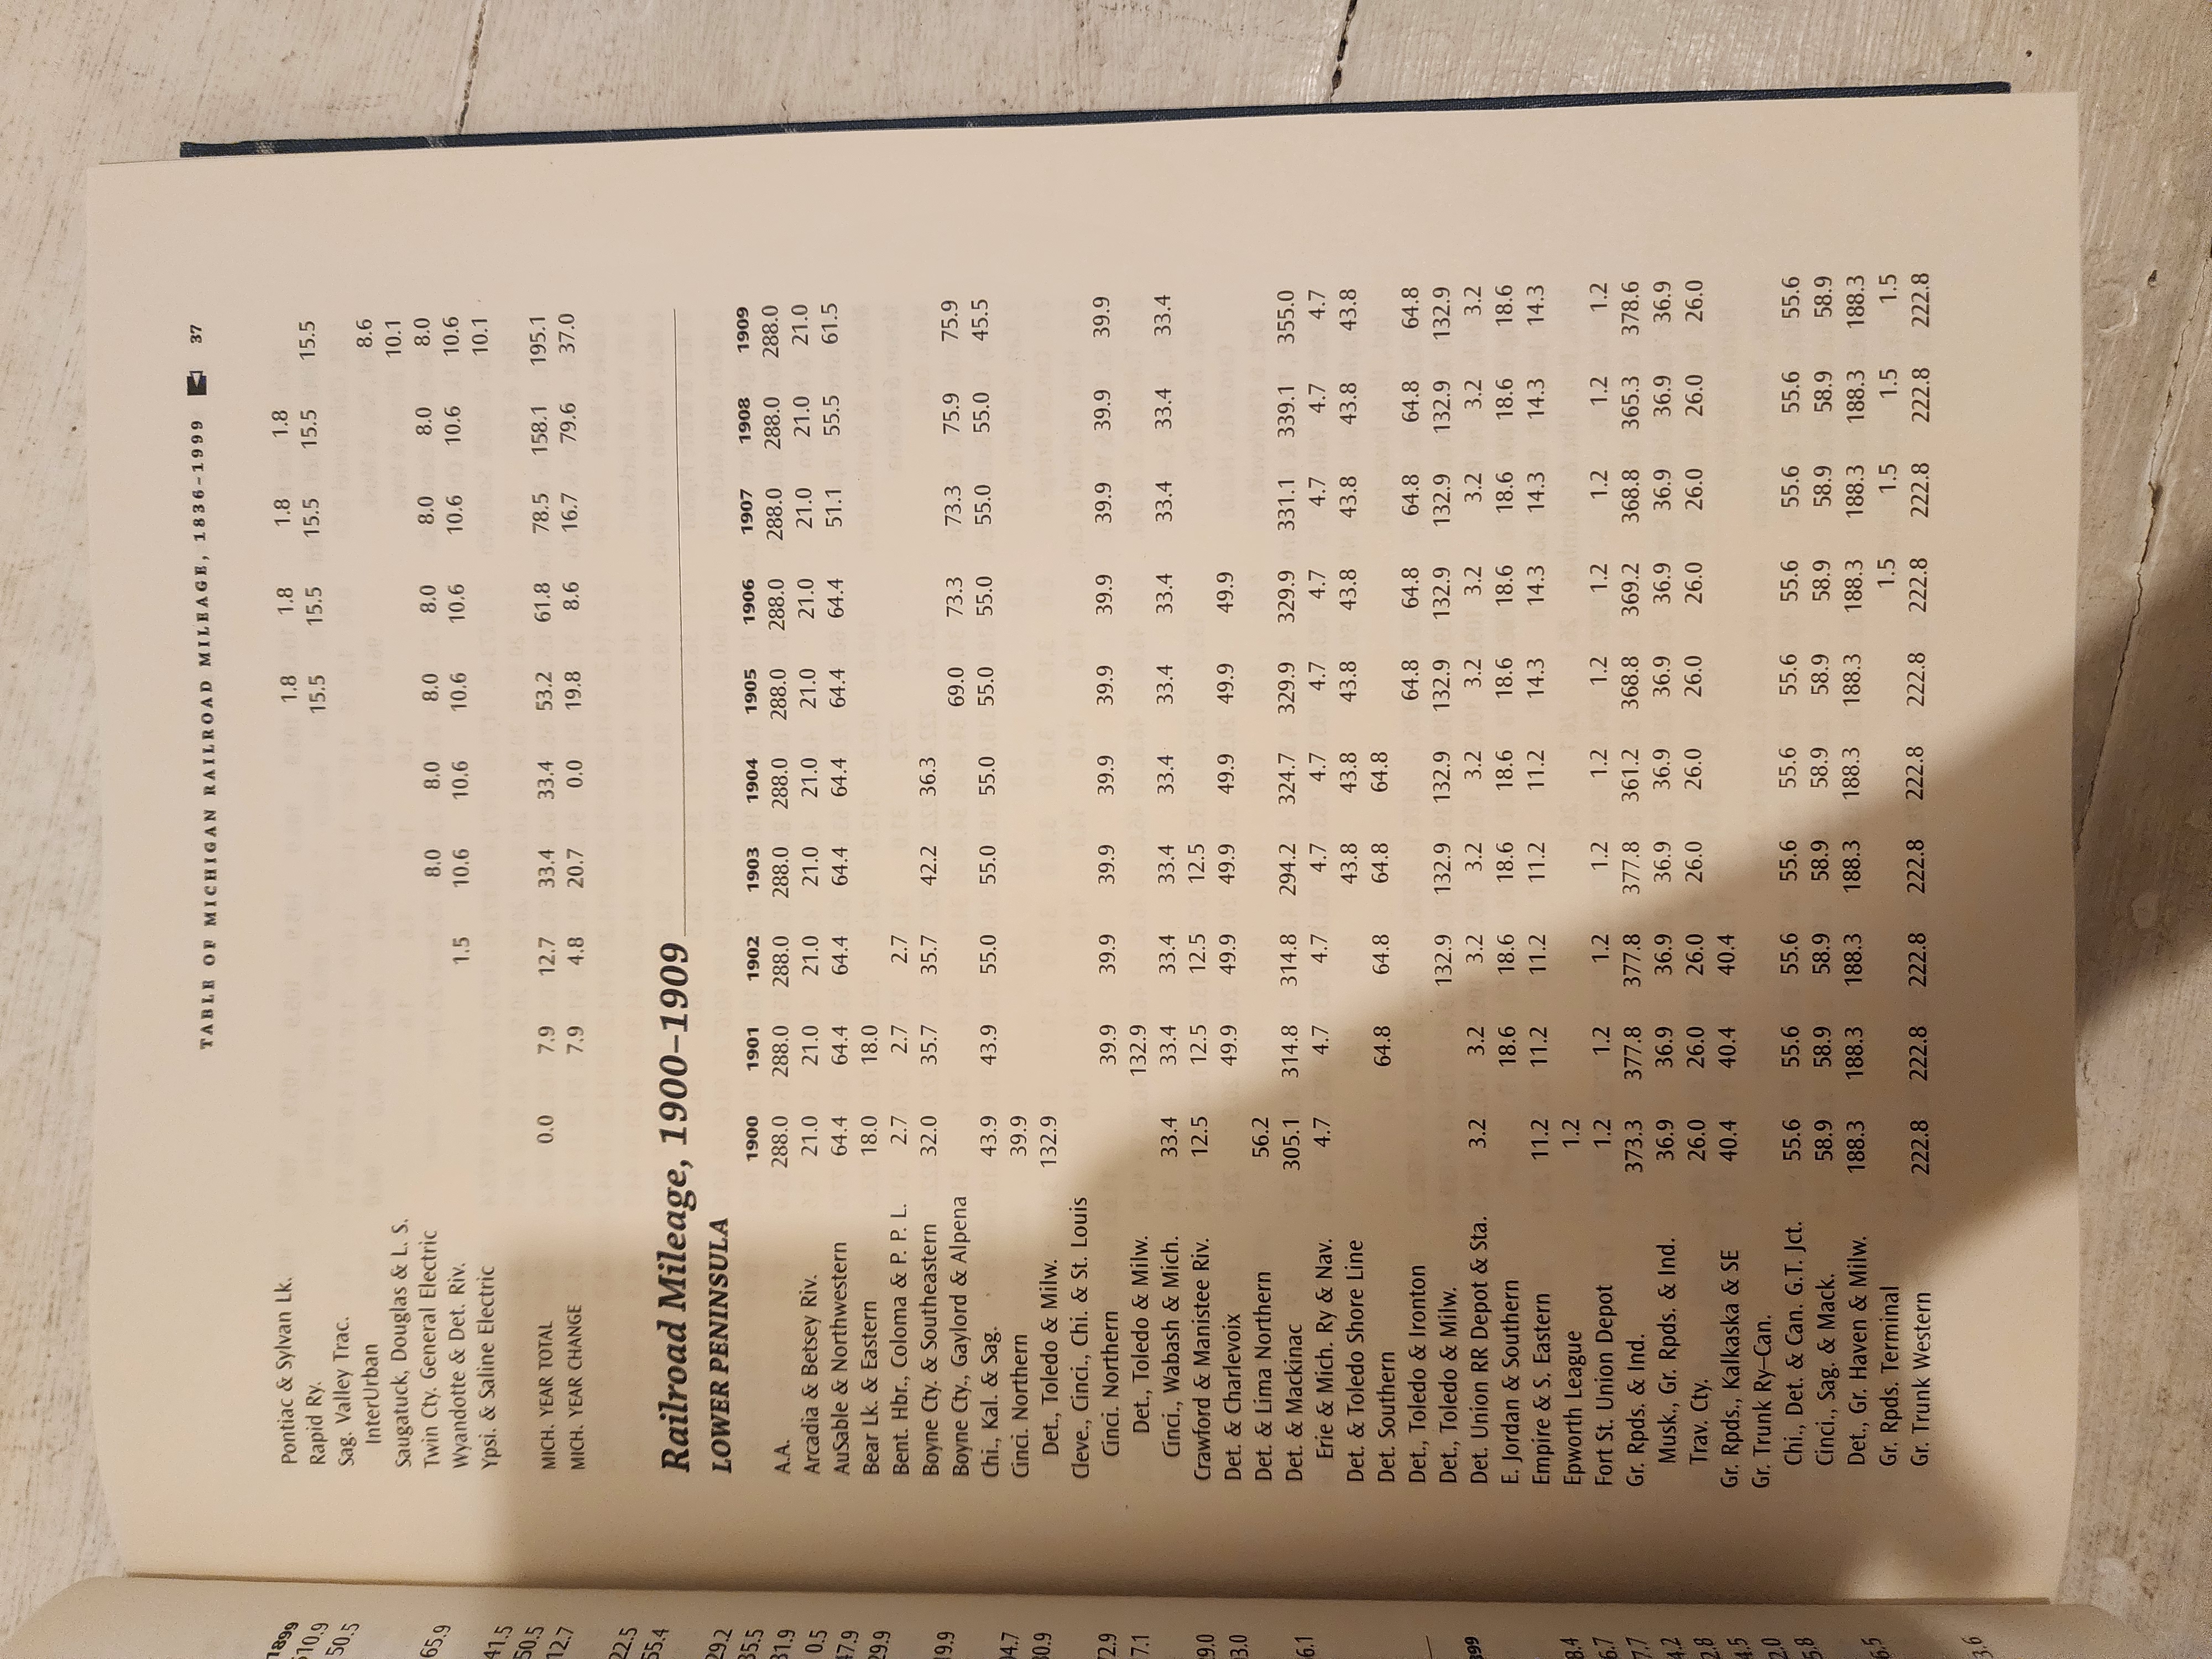 TABLE OF MICHIGAN RAILROAD MILEAGE, 1836–1999 37
Pontiac & Sylvan Lk. 1.8 1.8 1.8 1.8
Rapid Ry. 15.5 15.5 15.5 15.5 15.5
Sag. Valley Trac.
InterUrban 8.6
Saugatuck, Douglas & L. S. 10.1
Twin Cty. General Electric 8.0 8.0 8.0 8.0 8.0 8.0 8.0
Wyandotte & Det. Riv. 1.5 10.6 10.6 10.6 10.6 10.6 10.6 10.6
Ypsi. & Saline Electric 10.1
MICH. YEAR TOTAL 0.0 7.9 12.7 33.4 33.4 53.2 61.8 78.5 158.1 195.1
MICH. YEAR CHANGE 7.9 4.8 20.7 0.0 19.8 8.6 16.7 79.6 37.0
Railroad Mileage, 1900–1909
LOWER PENINSULA
1900 1901 1902 1903 1904 1905 1906 1907 1908 1909
A.A. 288.0 288.0 288.0 288.0 288.0 288.0 288.0 288.0 288.0 288.0
Arcadia & Betsey Riv. 21.0 21.0 21.0 21.0 21.0 21.0 21.0 21.0 21.0 21.0
AuSable & Northwestern 64.4 64.4 64.4 64.4 64.4 64.4 64.4 51.1 55.5 61.5
Bear Lk. & Eastern 18.0 18.0
Bent. Hbr., Coloma & P. P. L. 2.7 2.7 2.7
Boyne Cty. & Southeastern 32.0 35.7 35.7 42.2 36.3
Boyne Cty., Gaylord & Alpena 69.0 73.3 73.3 75.9 75.9
Chi., Kal. & Sag. 43.9 43.9 55.0 55.0 55.0 55.0 55.0 55.0 55.0 45.5
Cinci. Northern 39.9
Det., Toledo & Milw. 132.9
Cleve., Cinci., Chi. & St. Louis
Cinci. Northern 39.9 39.9 39.9 39.9 39.9 39.9 39.9 39.9 39.9
Det., Toledo & Milw. 132.9
Cinci., Wabash & Mich. 33.4 33.4 33.4 33.4 33.4 33.4 33.4 33.4 33.4 33.4
Crawford & Manistee Riv. 12.5 12.5 12.5 12.5
Det. & Charlevoix 49.9 49.9 49.9 49.9 49.9 49.9
Det. & Lima Northern 56.2
Det. & Mackinac 305.1 314.8 314.8 294.2 324.7 329.9 329.9 331.1 339.1 355.0
Erie & Mich. Ry & Nav. 4.7 4.7 4.7 4.7 4.7 4.7 4.7 4.7 4.7 4.7
Det. & Toledo Shore Line 43.8 43.8 43.8 43.8 43.8 43.8 43.8
Det. Southern 64.8 64.8 64.8 64.8
Det., Toledo & Ironton 64.8 64.8 64.8 64.8 64.8
Det., Toledo & Milw. 132.9 132.9 132.9 132.9 132.9 132.9 132.9 132.9
Det. Union RR Depot & Sta. 3.2 3.2 3.2 3.2 3.2 3.2 3.2 3.2 3.2 3.2
E. Jordan & Southern 18.6 18.6 18.6 18.6 18.6 18.6 18.6 18.6 18.6
Empire & S. Eastern 11.2 11.2 11.2 11.2 11.2 14.3 14.3 14.3 14.3 14.3
Epworth League 1.2
Fort St. Union Depot 1.2 1.2 1.2 1.2 1.2 1.2 1.2 1.2 1.2 1.2
Gr. Rpds. & Ind. 373.3 377.8 377.8 377.8 361.2 368.8 369.2 368.8 365.3 378.6
Musk., Gr. Rpds. & Ind. 36.9 36.9 36.9 36.9 36.9 36.9 36.9 36.9 36.9 36.9
Trav. Cty. 26.0 26.0 26.0 26.0 26.0 26.0 26.0 26.0 26.0 26.0
Gr. Rpds., Kalkaska & SE 40.4 40.4 40.4
Gr. Trunk Ry–Can.
Chi., Det. & Can. G.T. Jct. 55.6 55.6 55.6 55.6 55.6 55.6 55.6 55.6 55.6 55.6
Cinci., Sag. & Mack. 58.9 58.9 58.9 58.9 58.9 58.9 58.9 58.9 58.9 58.9
Det., Gr. Haven & Milw. 188.3 188.3 188.3 188.3 188.3 188.3 188.3 188.3 188.3 188.3
Gr. Rpds. Terminal 1.5 1.5 1.5 1.5
Gr. Trunk Western 222.8 222.8 222.8 222.8 222.8 222.8 222.8 222.8 222.8 222.8